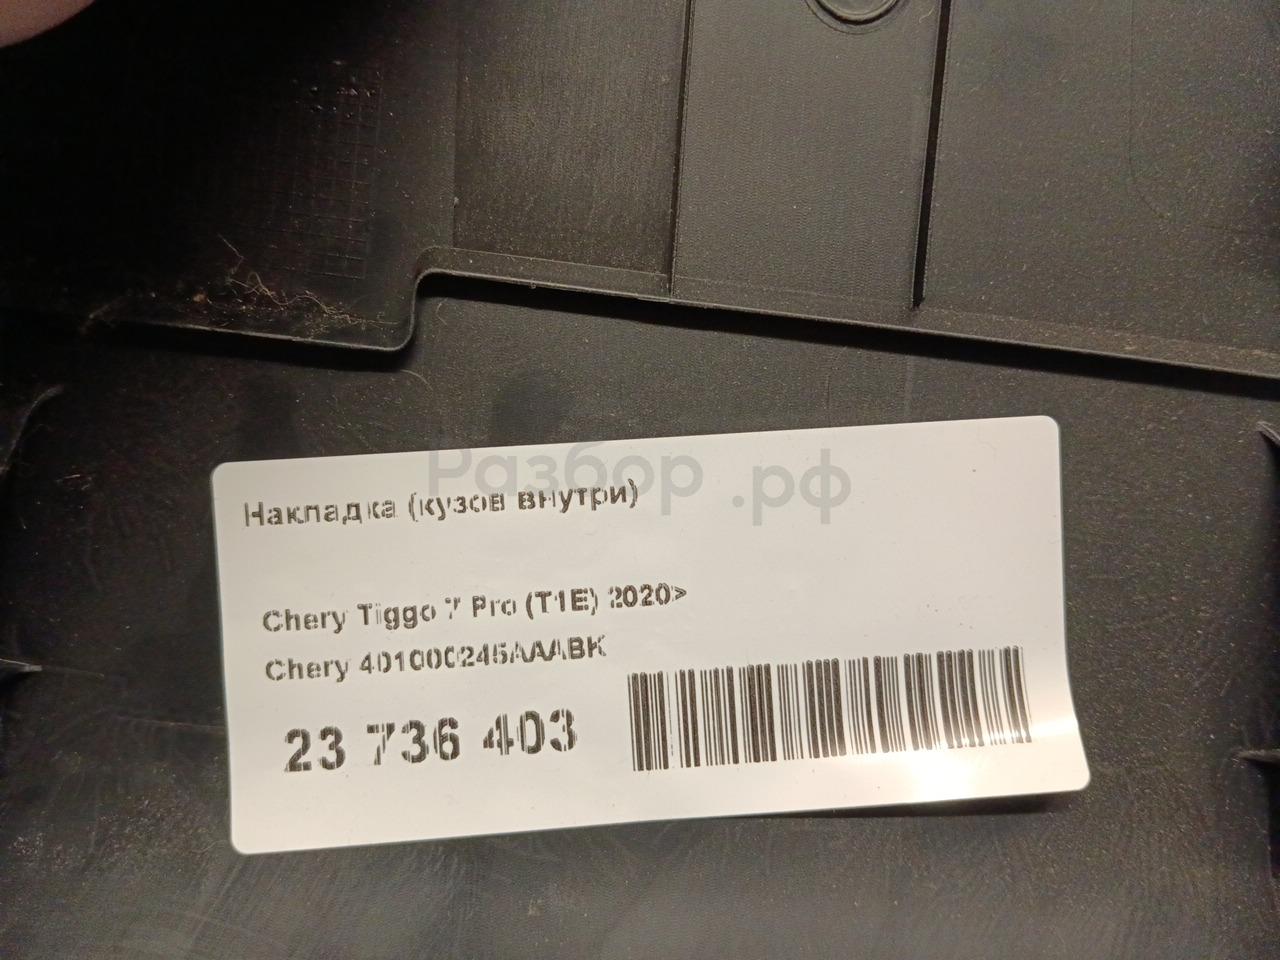 Разбор.рф
Накладка (кузов внутри)
Chery Tiggo 7 Pro (T1E) 2020>
Chery 401000245AAABK
23 736 403